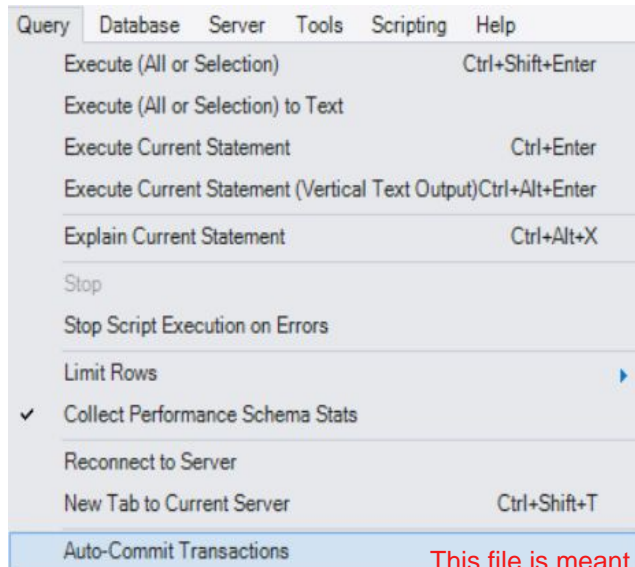 Query Database Server Tools Scripting Help
Execute (All or Selection) Ctrl+Shift+Enter
Execute (All or Selection) to Text
Execute Current Statement Ctrl+Enter
Execute Current Statement (Vertical Text Output)Ctrl+Alt+Enter
Explain Current Statement Ctrl+Alt+X
Stop
Stop Script Execution on Errors
Limit Rows
Collect Performance Schema Stats
Reconnect to Server
New Tab to Current Server Ctrl+Shift+T
Auto-Commit Transactions
This file is meant